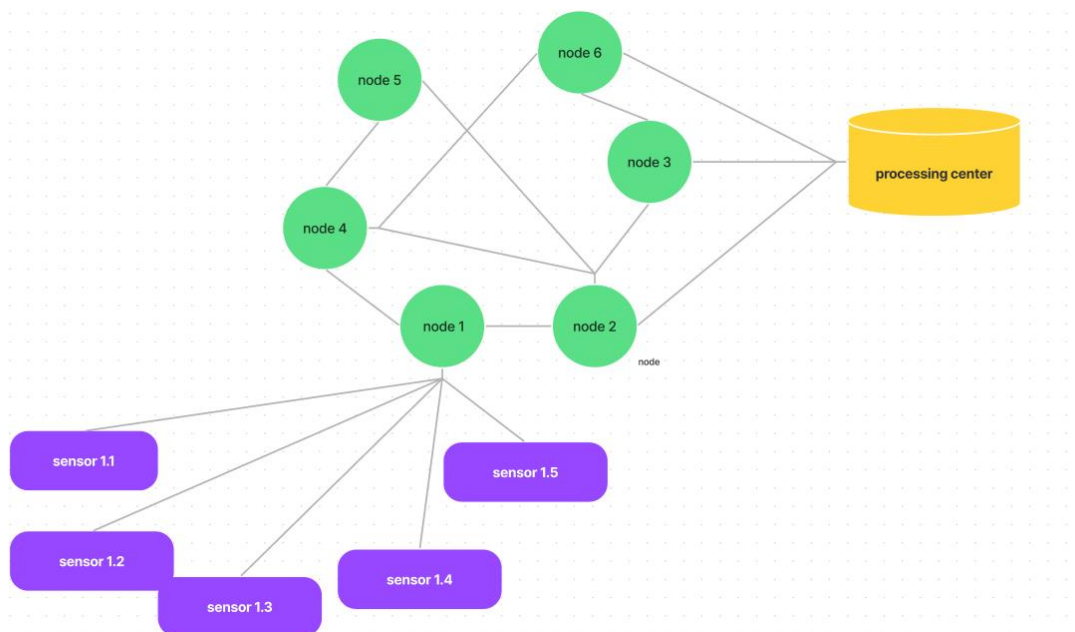 node 6
node 5
node 3
processing center
node 4
node 1
node 2
node
sensor 1.1
sensor 1.5
sensor 1.2
sensor 1.4
sensor 1.3